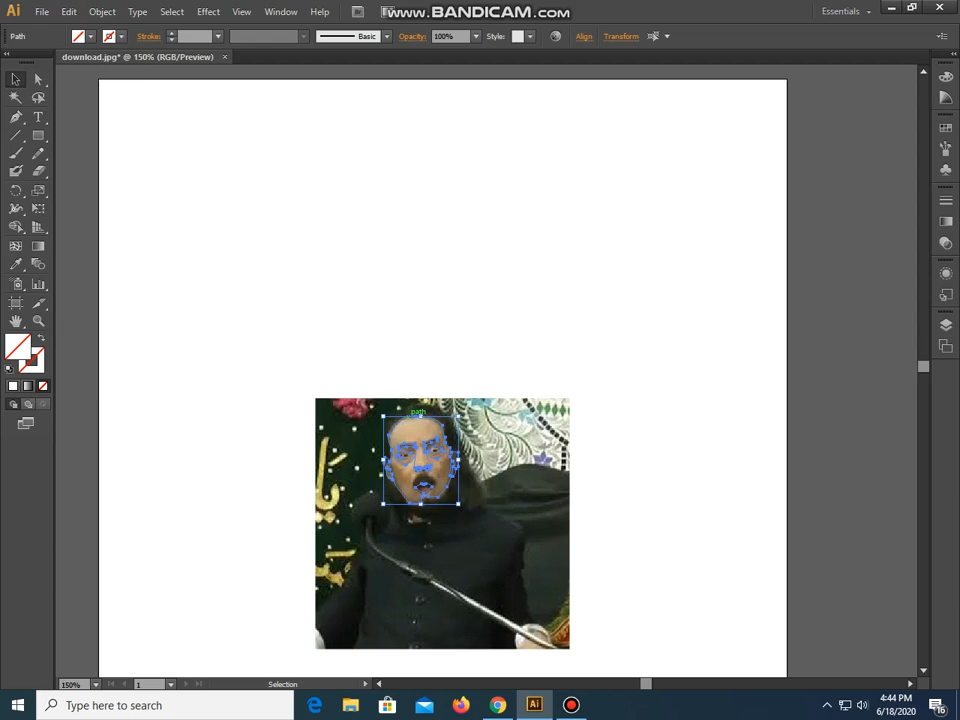 www.BANDICAM.com
Ai File Edit Object Type Select Effect View Window Help
Essentials
Path
Stroke:
Basic
Opacity: 100%
Style:
Align
Transform
download.jpg* @ 150% (RGB/Preview)
path
150%
1
Selection
Type here to search
Ai
4:44 PM
6/18/2020
16